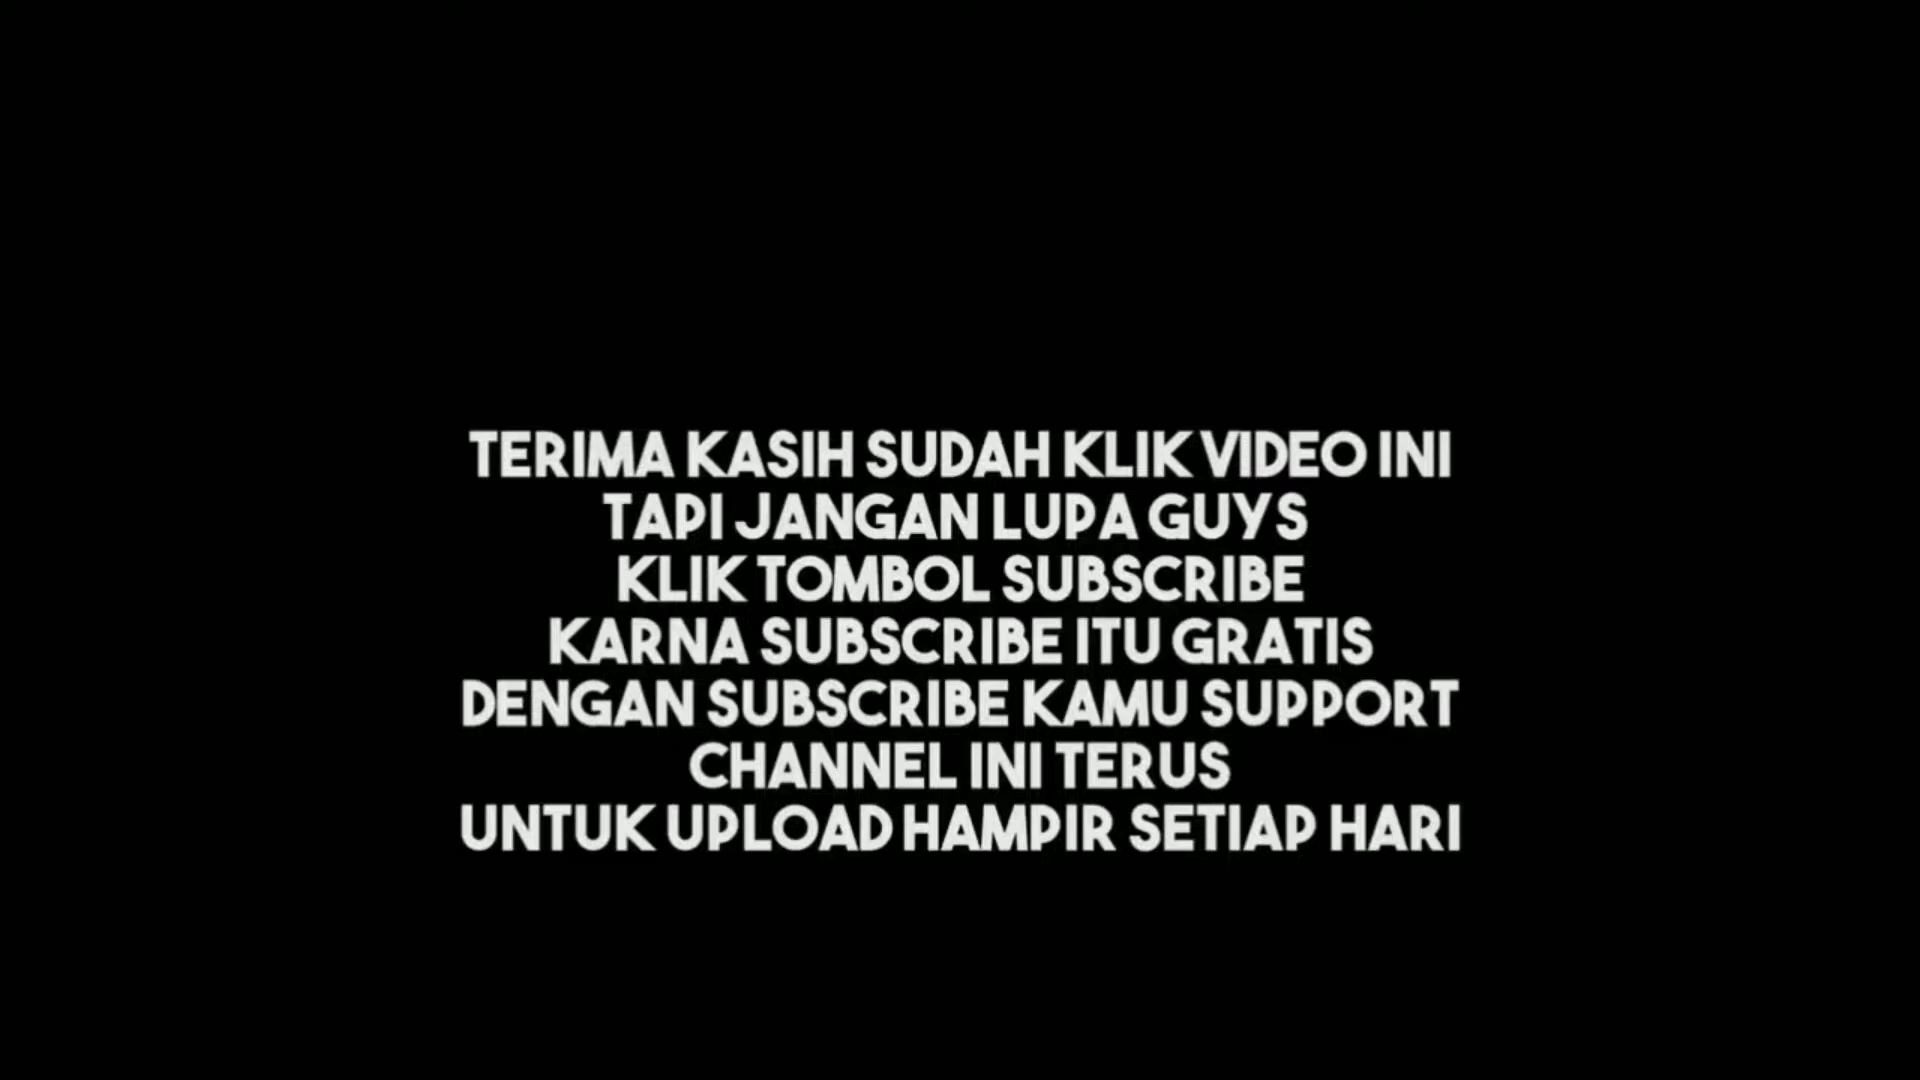 TERIMA KASIH SUDAH KLIK VIDEO INI
TAPI JANGAN LUPA GUYS
KLIK TOMBOL SUBSCRIBE
KARNA SUBSCRIBE ITU GRATIS
DENGAN SUBSCRIBE KAMU SUPPORT
CHANNEL INI TERUS
UNTUK UPLOAD HAMPIR SETIAP HARI